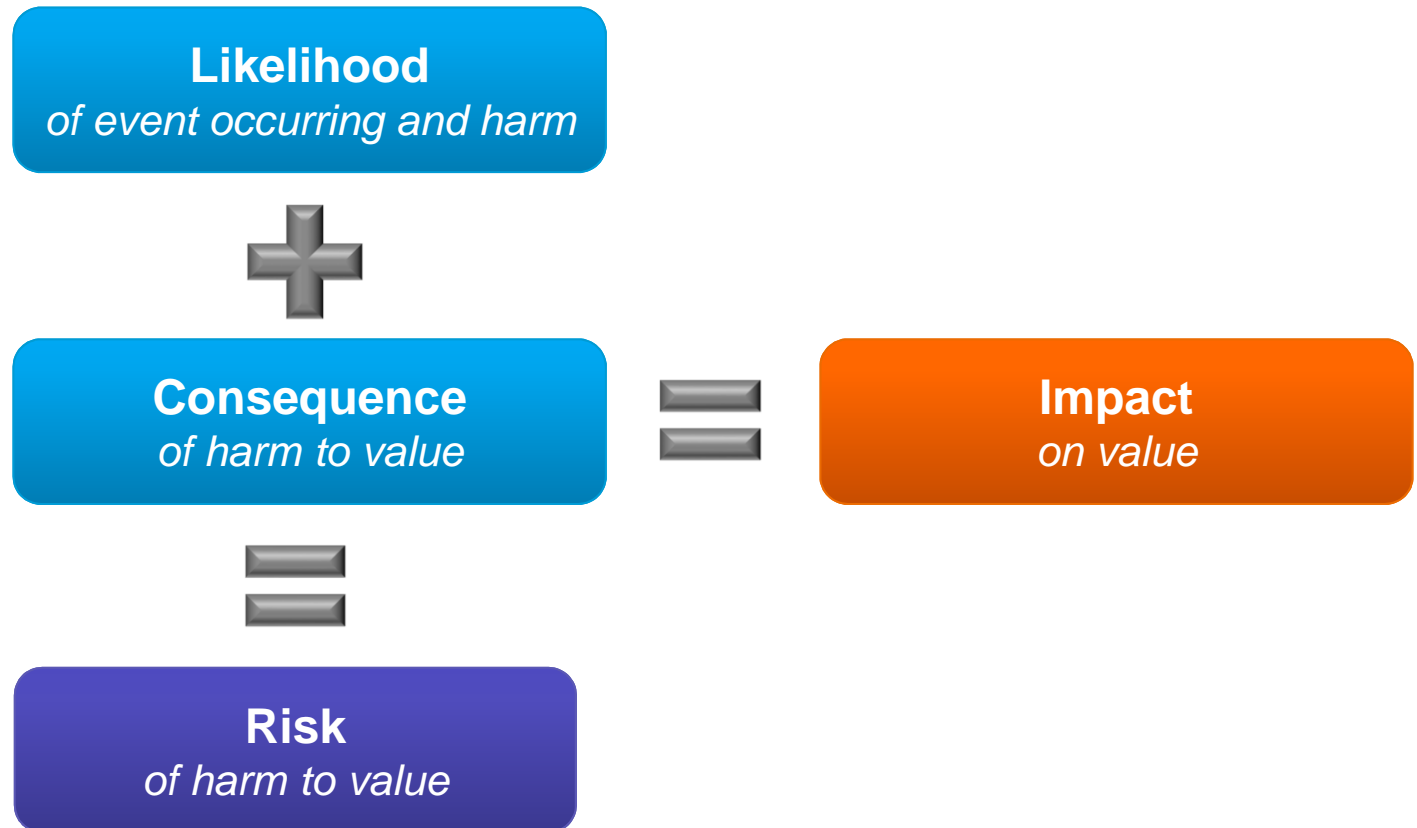 Likelihood
of event occurring and harm
Consequence
of harm to value
Impact
on value
Risk
of harm to value